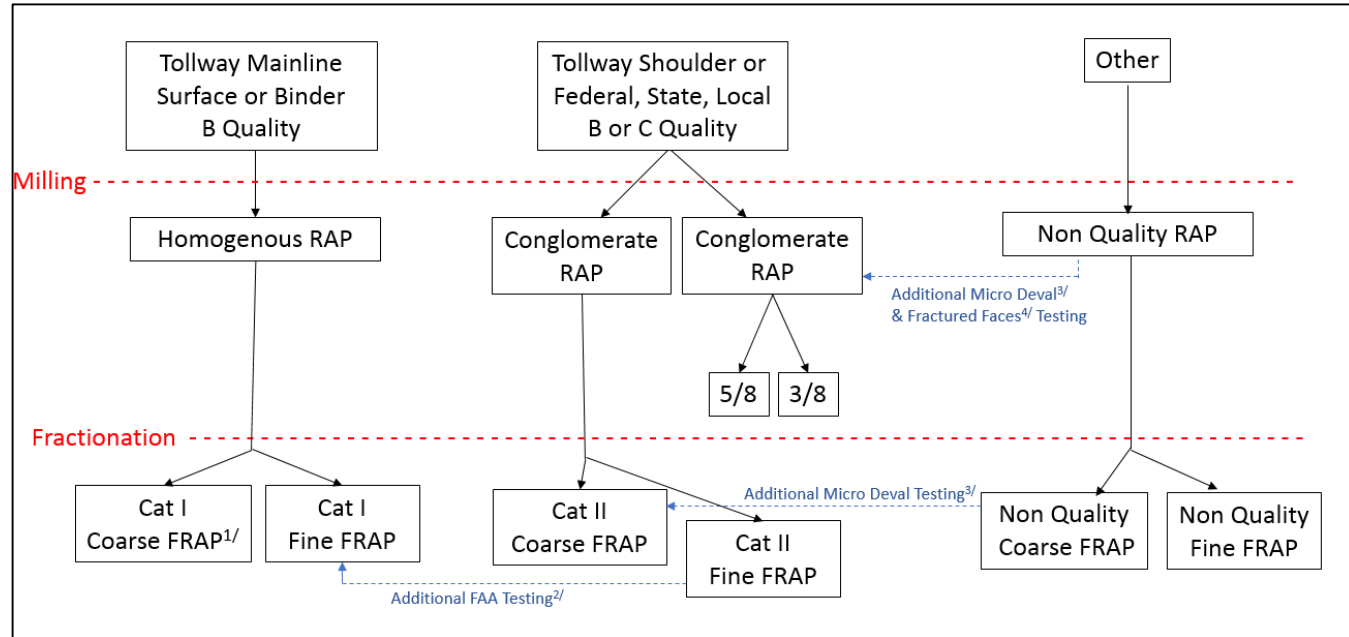 Tollway Mainline
Surface or Binder
B Quality
Tollway Shoulder or
Federal, State, Local
B or C Quality
Other
Milling
Homogenous RAP
Conglomerate
RAP
Conglomerate
RAP
Non Quality RAP
Additional Micro Deval3/
& Fractured Faces4/ Testing
5/8
3/8
Fractionation
Cat I
Coarse FRAP1/
Cat I
Fine FRAP
Cat II
Coarse FRAP
Additional Micro Deval Testing3/
Cat II
Fine FRAP
Non Quality
Coarse FRAP
Non Quality
Fine FRAP
Additional FAA Testing2/